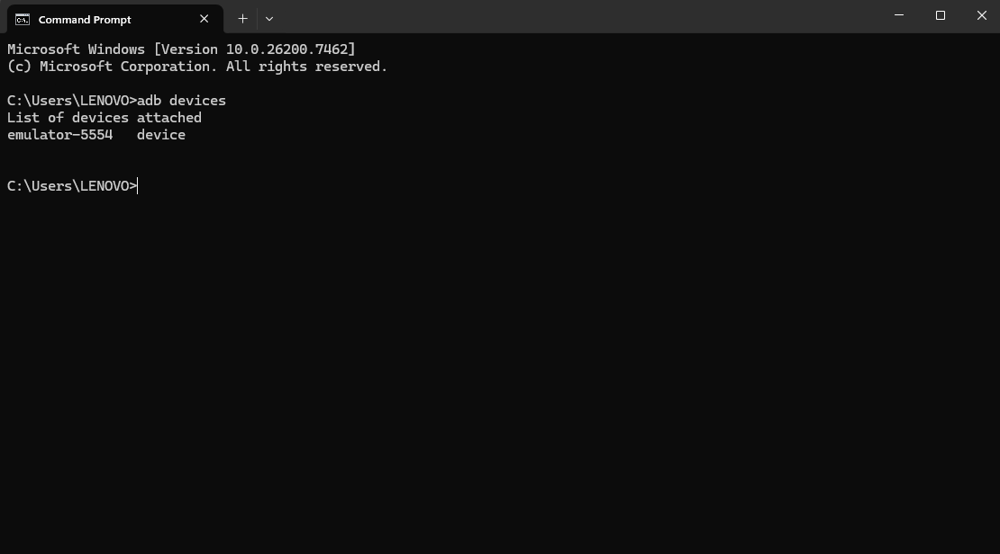 Command Prompt
Microsoft Windows [Version 10.0.26200.7462]
(c) Microsoft Corporation. All rights reserved.
C:\Users\LENOVO>adb devices
List of devices attached
emulator-5554   device
C:\Users\LENOVO>